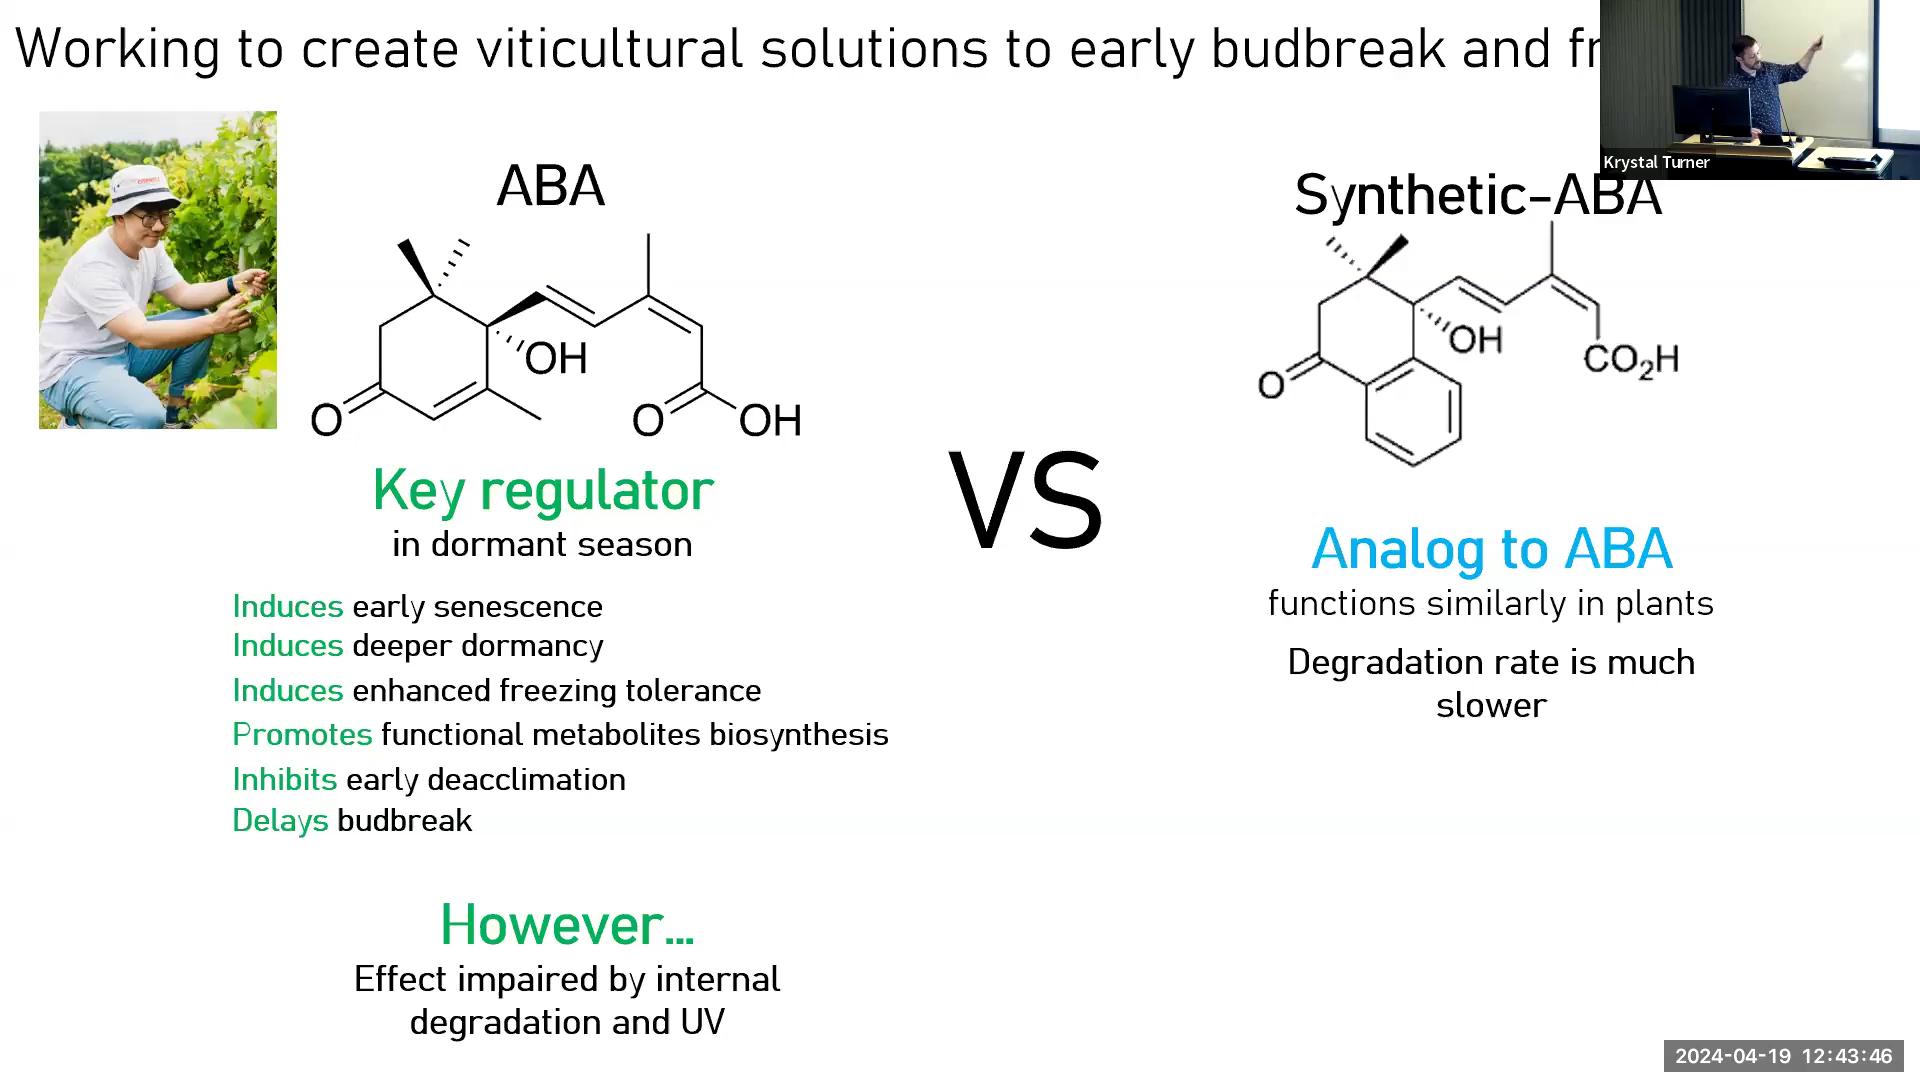 Working to create viticultural solutions to early budbreak and
Krystal Turner
ABA
OH
O
O
OH
Key regulator
in dormant season
Induces early senescence
Induces deeper dormancy
Induces enhanced freezing tolerance
Promotes functional metabolites biosynthesis
Inhibits early deacclimation
Delays budbreak
However...
Effect impaired by internal
degradation and UV
VS
Synthetic-ABA
OH
CO2H
O
Analog to ABA
functions similarly in plants
Degradation rate is much
slower
2024-04-19 12:43:46